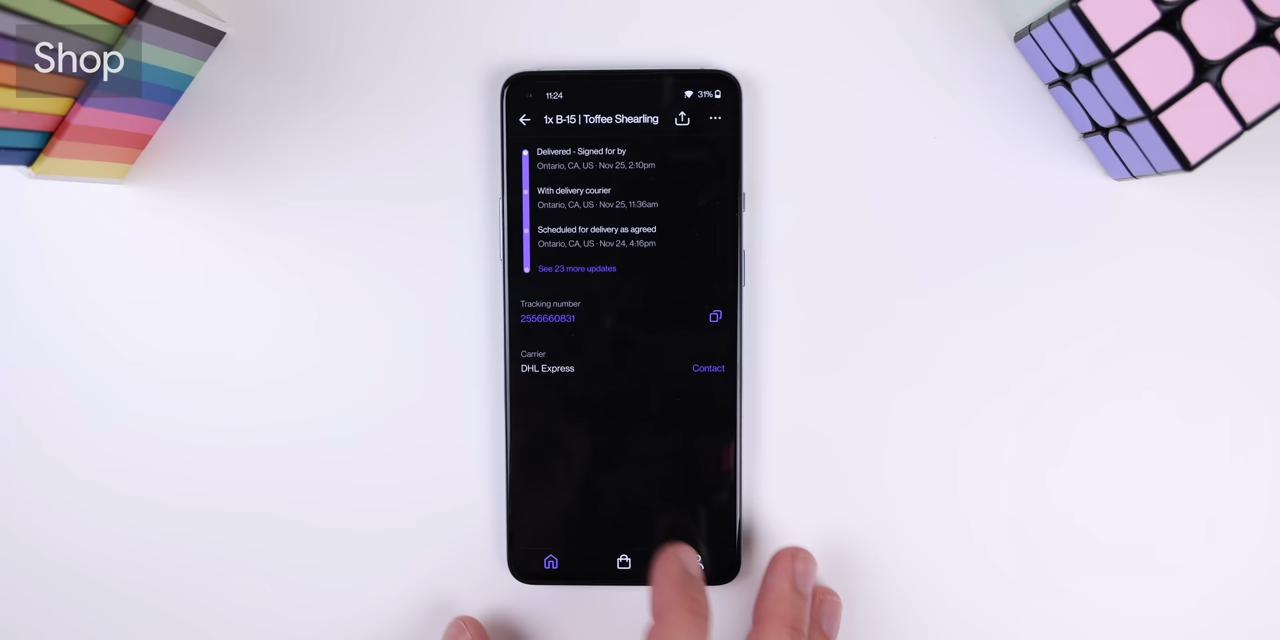 Shop
11:24
31%
1x B-15 | Toffee Shearling
Delivered - Signed for by
Ontario, CA, US · Nov 25, 2:10pm
With delivery courier
Ontario, CA, US · Nov 25, 11:36am
Scheduled for delivery as agreed
Ontario, CA, US · Nov 24, 4:16pm
See 23 more updates
Tracking number
2556660831
Carrier
DHL Express
Contact